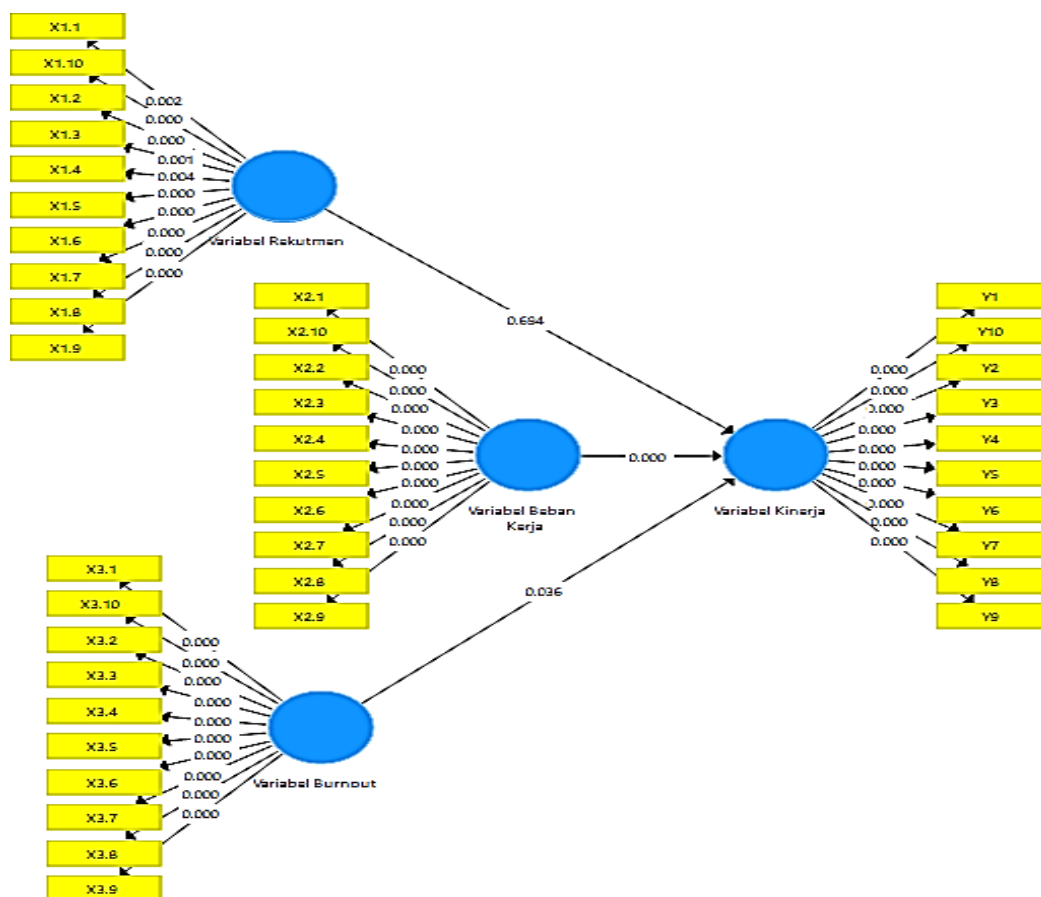 X1.1
X1.10
X1.2
X1.3
X1.4
X1.5
X1.6
X1.7
X1.8
X1.9
0.002
0.000
0.000
0.001
0.004
0.000
0.000
0.000
0.000
0.000
Variabel Rekutmen
0.694
X2.1
X2.10
X2.2
X2.3
X2.4
X2.5
X2.6
X2.7
X2.8
X2.9
0.000
0.000
0.000
0.000
0.000
0.000
0.000
0.000
0.000
0.000
Variabel Beban
Kerja
0.000
Variabel Kinerja
0.000
0.000
0.000
0.000
0.000
0.000
0.000
0.000
0.000
0.000
Y1
Y10
Y2
Y3
Y4
Y5
Y6
Y7
Y8
Y9
0.036
X3.1
X3.10
X3.2
X3.3
X3.4
X3.5
X3.6
X3.7
X3.8
X3.9
0.000
0.000
0.000
0.000
0.000
0.000
0.000
0.000
0.000
0.000
Variabel Burnout